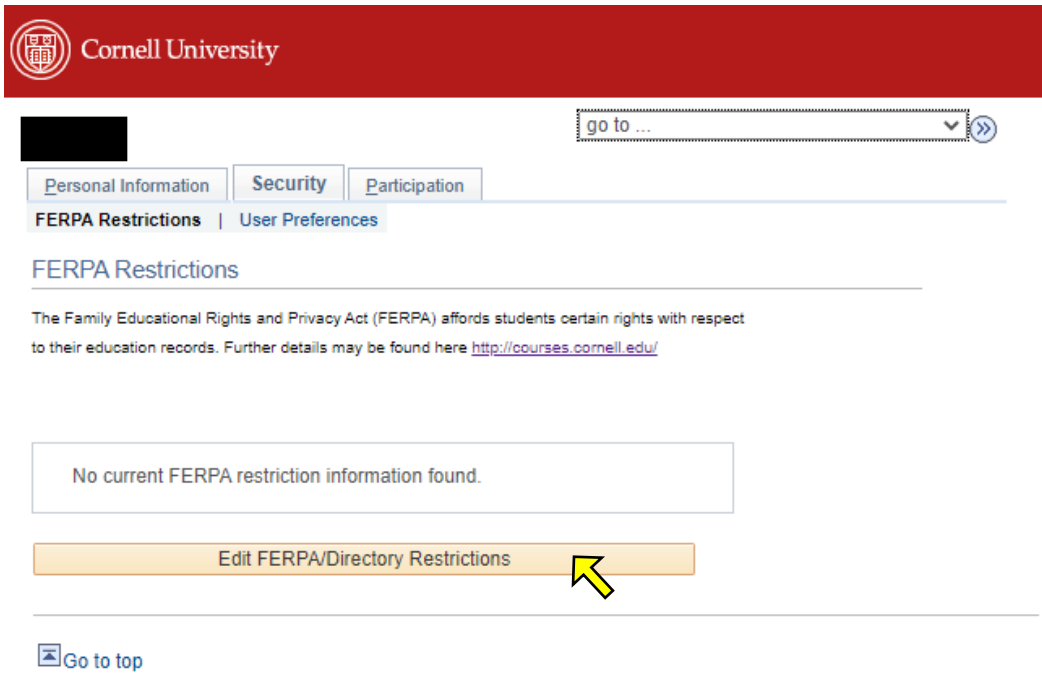 Cornell University
go to ...
Personal Information Security Participation
FERPA Restrictions | User Preferences
FERPA Restrictions
The Family Educational Rights and Privacy Act (FERPA) affords students certain rights with respect
to their education records. Further details may be found here http://courses.cornell.edu/
No current FERPA restriction information found.
Edit FERPA/Directory Restrictions
Go to top